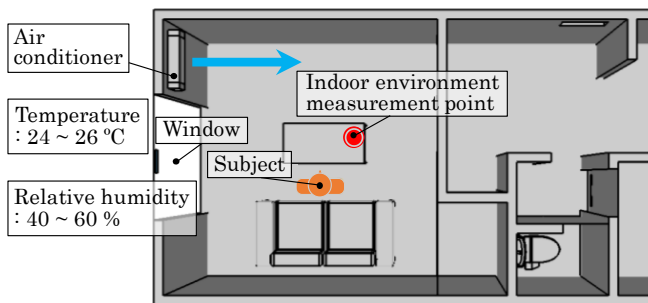 Air
conditioner
Indoor environment
measurement point
Temperature
: 24 ~ 26 ºC
Window
Subject
Relative humidity
: 40 ~ 60 %